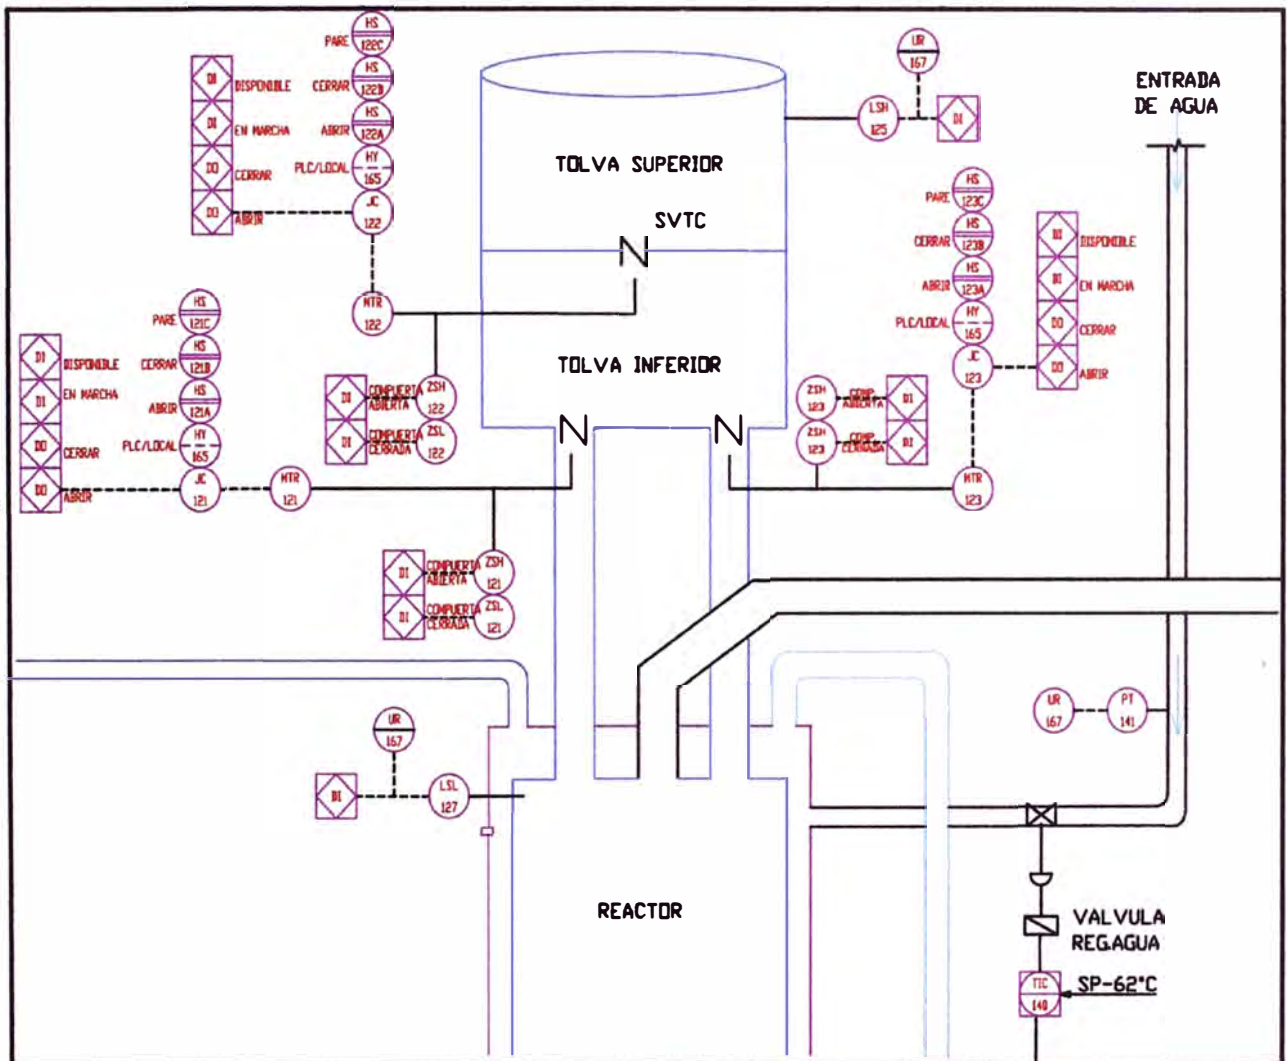 HS
122C
PARE
HS
122B
CERRAR
HS
122A
ABRIR
HY
165
PLC/LOCAL
JC
122
DI
DISPONIBLE
DI
EN MARCHA
DO
CERRAR
DO
ABRIR
MTR
122
TOLVA SUPERIOR
SVTC
TOLVA INFERIOR
UR
167
LSH
125
DI
ENTRADA
DE AGUA
HS
123C
PARE
HS
123B
CERRAR
HS
123A
ABRIR
HY
165
PLC/LOCAL
JC
123
DI
DISPONIBLE
DI
EN MARCHA
DO
CERRAR
DO
ABRIR
HS
121C
PARE
HS
121B
CERRAR
HS
121A
ABRIR
HY
165
PLC/LOCAL
JC
121
DI
DISPONIBLE
DI
EN MARCHA
DO
CERRAR
DO
ABRIR
MTR
121
DI
COMPUERTA
ABIERTA
ZSH
122
DI
COMPUERTA
CERRADA
ZSL
122
ZSH
123
COMP.
ABIERTA
DI
ZSH
123
COMP.
CERRADA
DI
MTR
123
DI
COMPUERTA
ABIERTA
ZSH
121
DI
COMPUERTA
CERRADA
ZSL
121
UR
167
DI
LSL
127
UR
167
PT
141
REACTOR
VALVULA
REG.AGUA
TIC
140
SP-62°C